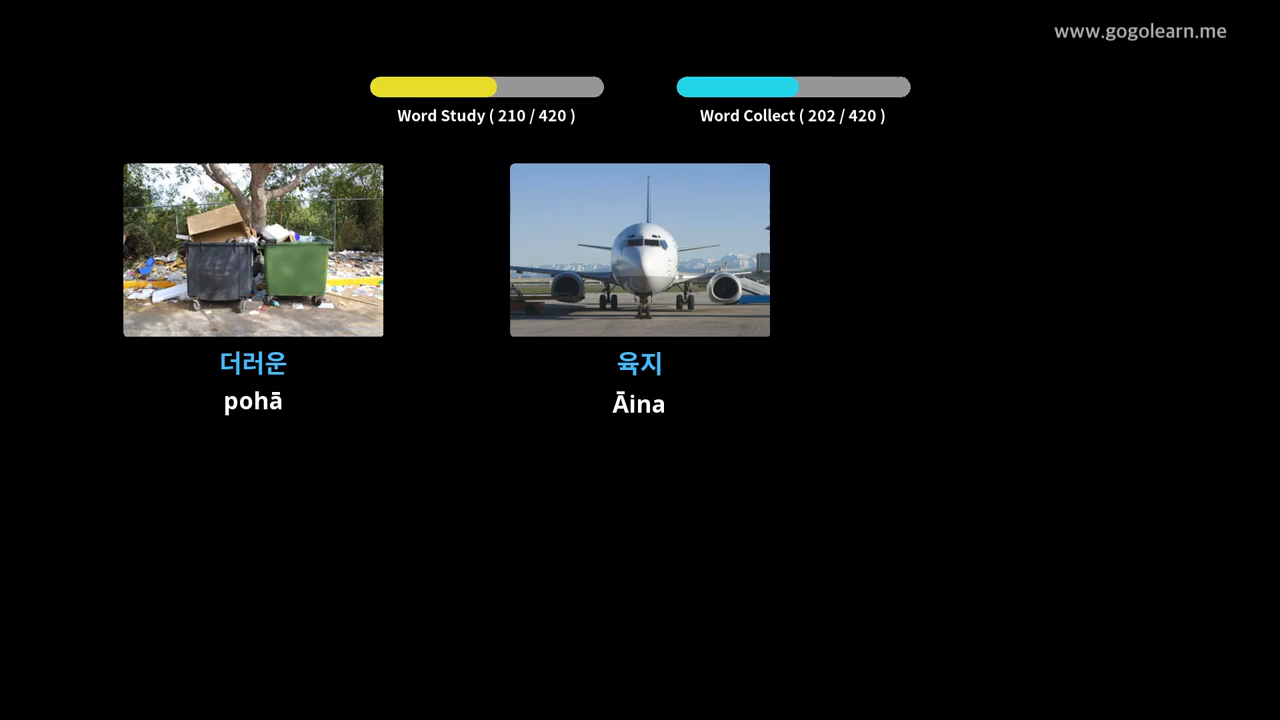 www.gogolearn.me
Word Study ( 210 / 420 )
Word Collect ( 202 / 420 )
더러운
pohā
육지
Āina